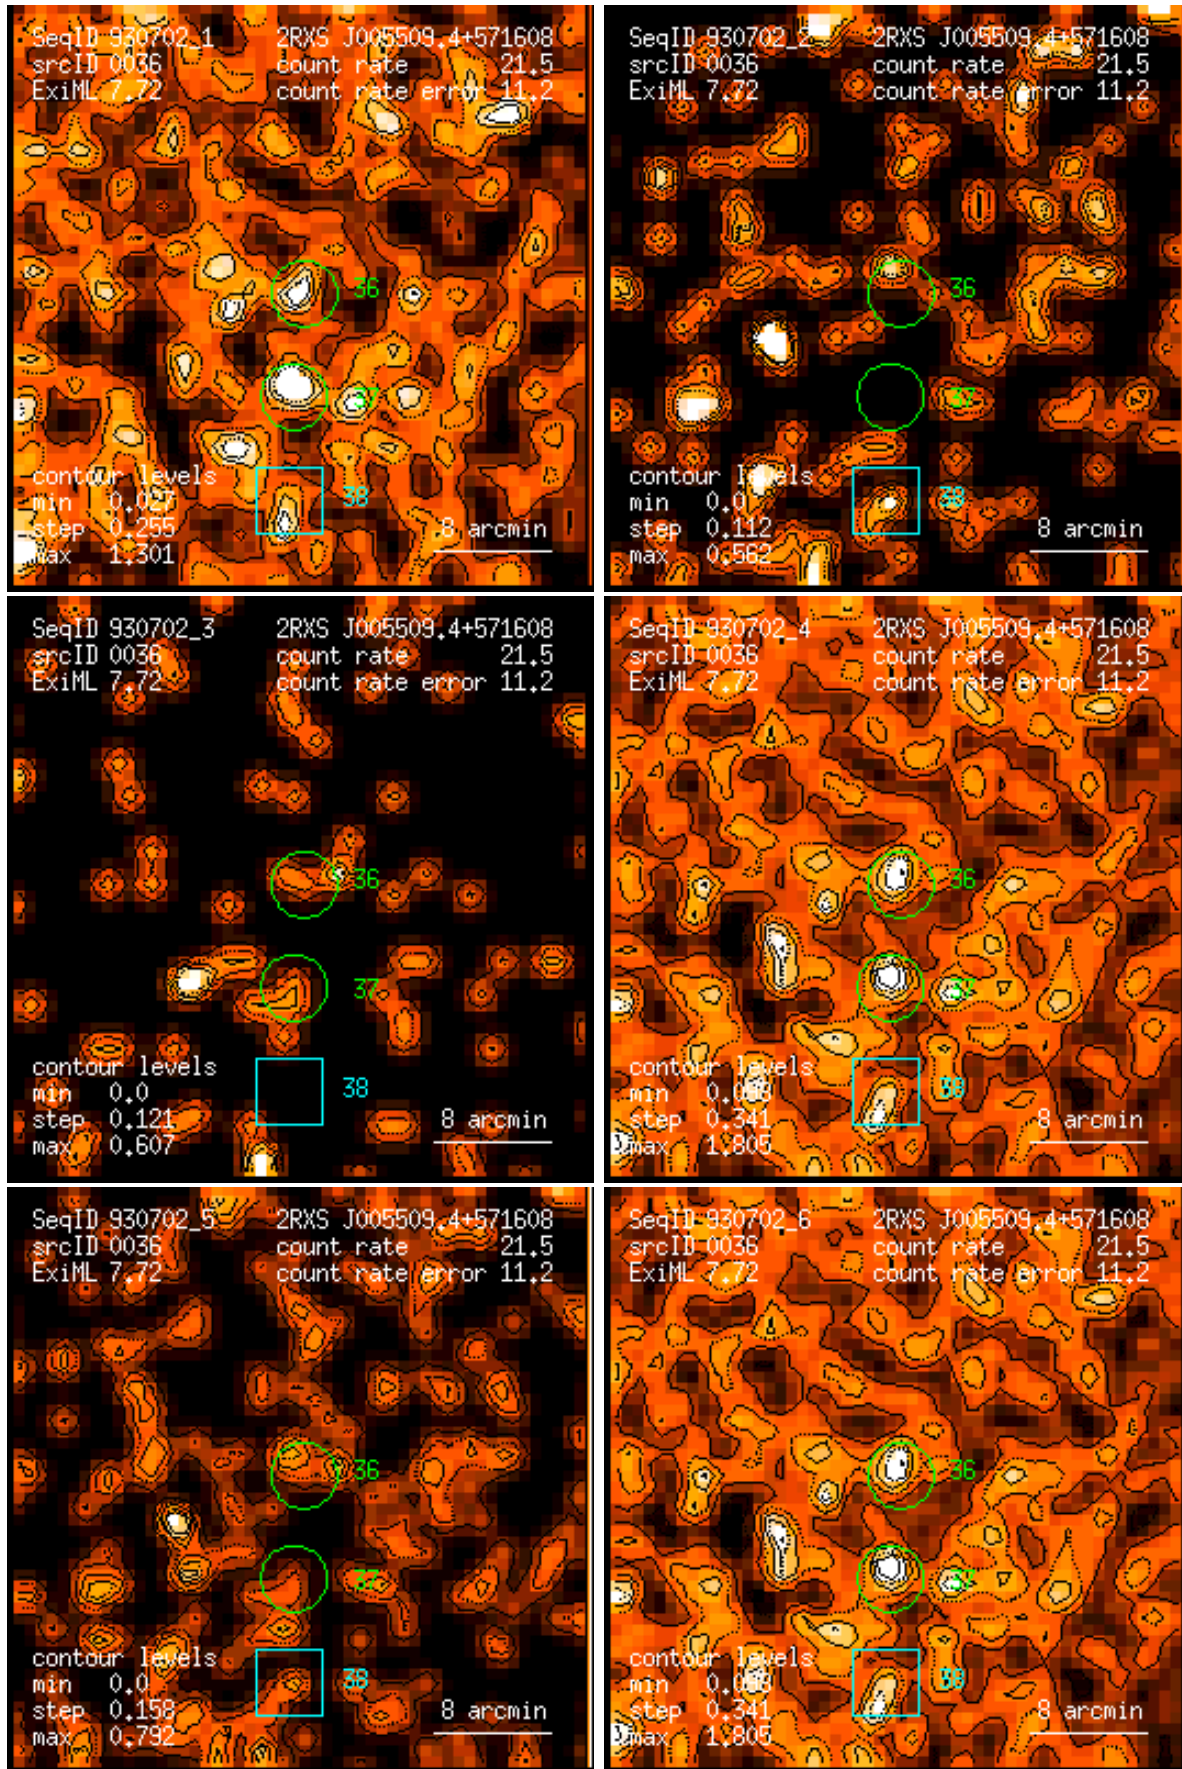 SeqID 930702_1 2RXS J005509.4+571608
srcID 0036 count rate 21.5
ExiML 7.72 count rate error 11.2
36
37
contour levels
min 0.027
38
step 0.255
8 arcmin
max 1.301
SeqID 930702_2 2RXS J005509.4+571608
srcID 0036 count rate 21.5
ExiML 7.72 count rate error 11.2
36
37
contour levels
min 0.0
38
step 0.112
8 arcmin
max 0.562
SeqID 930702_3 2RXS J005509.4+571608
srcID 0036 count rate 21.5
ExiML 7.72 count rate error 11.2
36
37
contour levels
min 0.0
38
step 0.121
8 arcmin
max 0.607
SeqID 930702_4 2RXS J005509.4+571608
srcID 0036 count rate 21.5
ExiML 7.72 count rate error 11.2
36
37
contour levels
min
38
step 0.341
8 arcmin
max 1.805
SeqID 930702_5 2RXS J005509.4+571608
srcID 0036 count rate 21.5
ExiML 7.72 count rate error 11.2
36
37
contour levels
min 0.0
38
step 0.158
8 arcmin
max 0.792
SeqID 930702_6 2RXS J005509.4+571608
srcID 0036 count rate 21.5
ExiML 7.72 count rate error 11.2
36
37
contour levels
min
38
step 0.341
8 arcmin
max 1.805